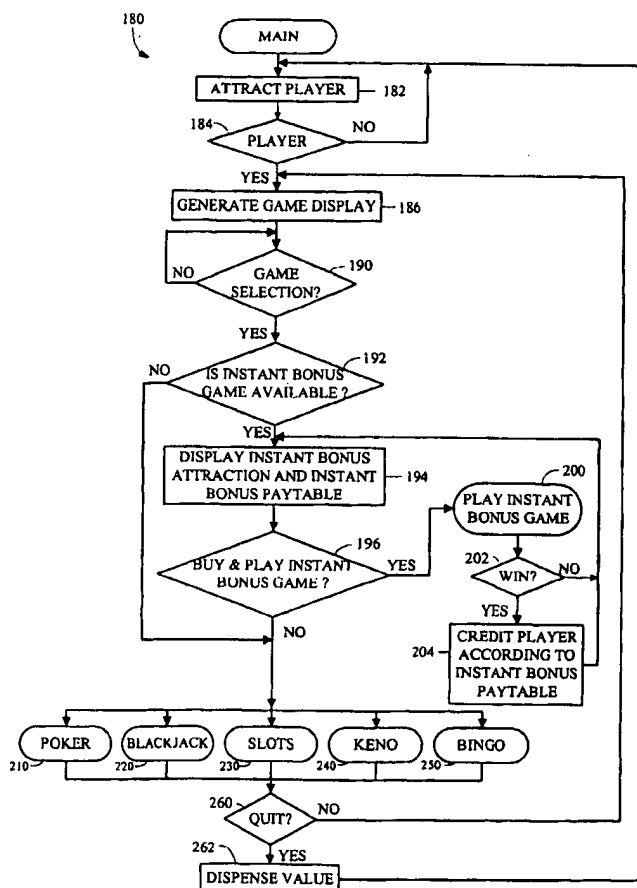 180
MAIN
ATTRACT PLAYER
182
184
PLAYER
NO
YES
GENERATE GAME DISPLAY
186
NO
GAME
SELECTION?
190
YES
NO
192
IS INSTANT BONUS
GAME AVAILABLE ?
YES
DISPLAY INSTANT BONUS
ATTRACTION AND INSTANT
BONUS PAYTABLE
194
200
PLAY INSTANT
BONUS GAME
196
BUY & PLAY INSTANT
BONUS GAME ?
YES
202
WIN?
NO
NO
YES
204
CREDIT PLAYER
ACCORDING TO
INSTANT BONUS
PAYTABLE
POKER
BLACKJACK
SLOTS
KENO
BINGO
210
220
230
240
250
260
QUIT?
NO
YES
262
DISPENSE VALUE